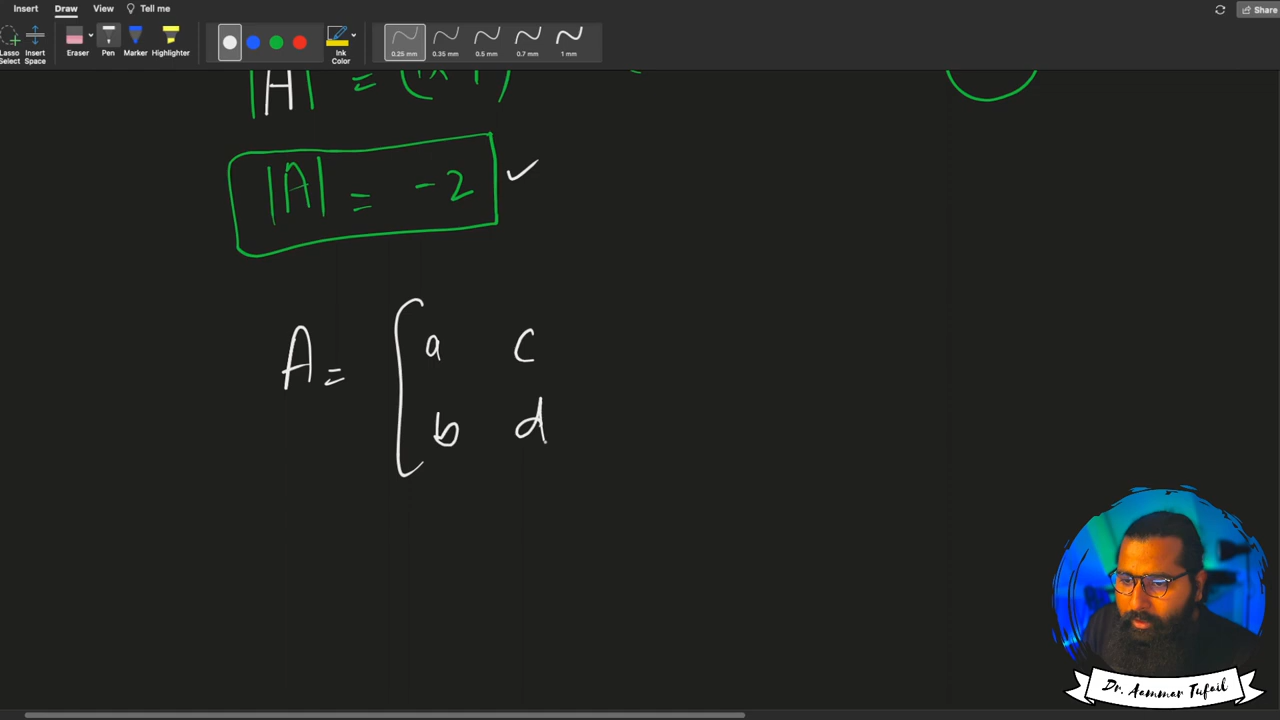 Insert Draw View Tell me Share
Lasso Select Insert Space Eraser Pen Marker Highlighter Ink Color 0.25 mm 0.35 mm 0.5 mm 0.7 mm 1 mm
|A| =
|A| = -2 ✓
A = [ a c
b d
Dr. Aammar Tufail